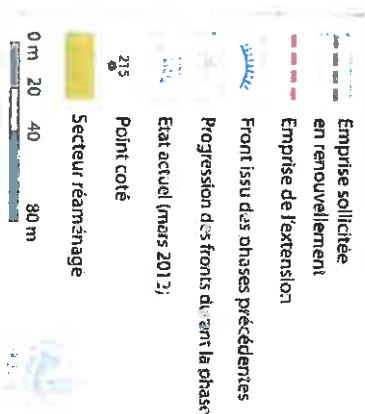 Emprise sollicitée
en renouvellement
Emprise de l'extension
Front issu des phases précédentes
Progression des fronts durant la phase
Etat actuel (mars 2012)
215
Point coté
Secteur réaménagé
0 m 20 40 80 m